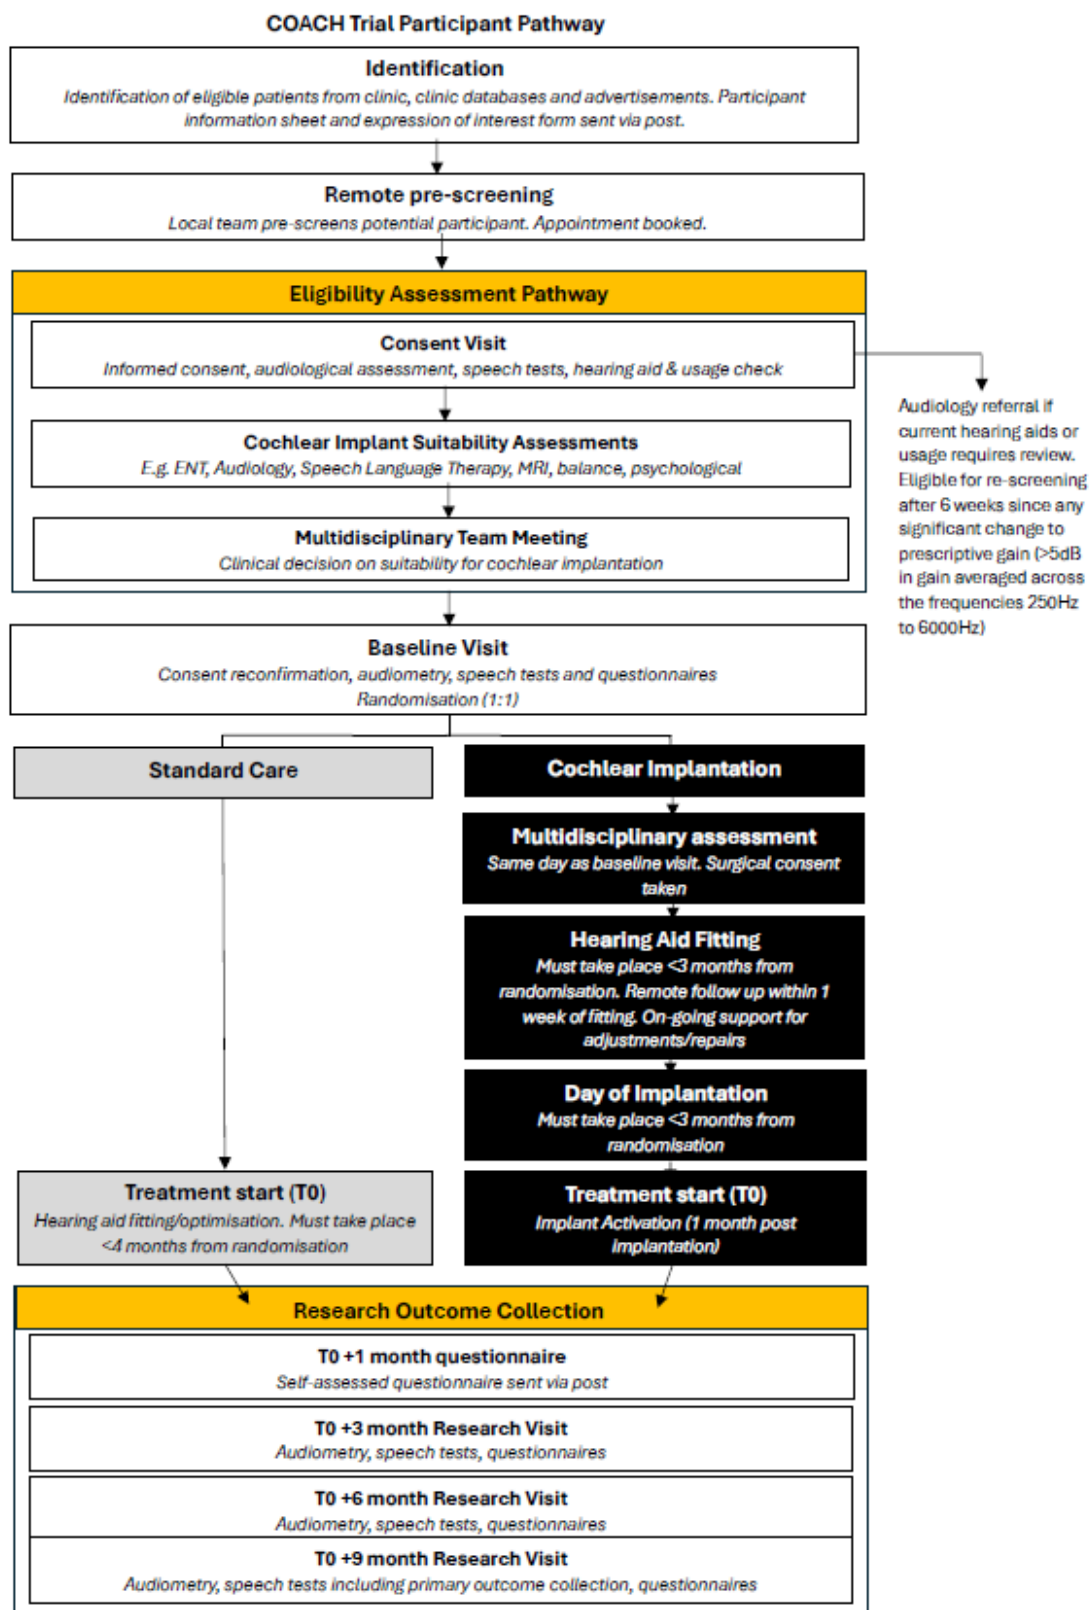 COACH Trial Participant Pathway
Identification
Identification of eligible patients from clinic, clinic databases and advertisements. Participant
information sheet and expression of interest form sent via post.
Remote pre-screening
Local team pre-screens potential participant. Appointment booked.
Eligibility Assessment Pathway
Consent Visit
Informed consent, audiological assessment, speech tests, hearing aid & usage check
Cochlear Implant Suitability Assessments
E.g. ENT, Audiology, Speech Language Therapy, MRI, balance, psychological
Multidisciplinary Team Meeting
Clinical decision on suitability for cochlear implantation
Audiology referral if
current hearing aids or
usage requires review.
Eligible for re-screening
after 6 weeks since any
significant change to
prescriptive gain (>5dB
in gain averaged across
the frequencies 250Hz
to 6000Hz)
Baseline Visit
Consent reconfirmation, audiometry, speech tests and questionnaires
Randomisation (1:1)
Standard Care
Cochlear Implantation
Multidisciplinary assessment
Same day as baseline visit. Surgical consent
taken
Hearing Aid Fitting
Must take place <3 months from
randomisation. Remote follow up within 1
week of fitting. On-going support for
adjustments/repairs
Day of Implantation
Must take place <3 months from
randomisation
Treatment start (T0)
Hearing aid fitting/optimisation. Must take place
<4 months from randomisation
Treatment start (T0)
Implant Activation (1 month post
implantation)
Research Outcome Collection
T0 +1 month questionnaire
Self-assessed questionnaire sent via post
T0 +3 month Research Visit
Audiometry, speech tests, questionnaires
T0 +6 month Research Visit
Audiometry, speech tests, questionnaires
T0 +9 month Research Visit
Audiometry, speech tests including primary outcome collection, questionnaires